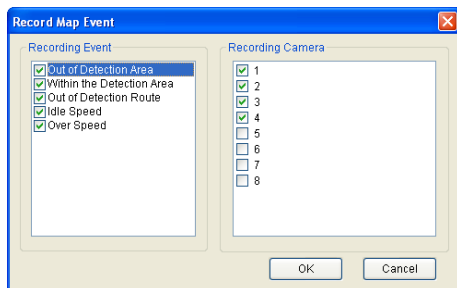 Record Map Event
Recording Event
Out of Detection Area
Within the Detection Area
Out of Detection Route
Idle Speed
Over Speed
Recording Camera
1
2
3
4
5
6
7
8
OK
Cancel